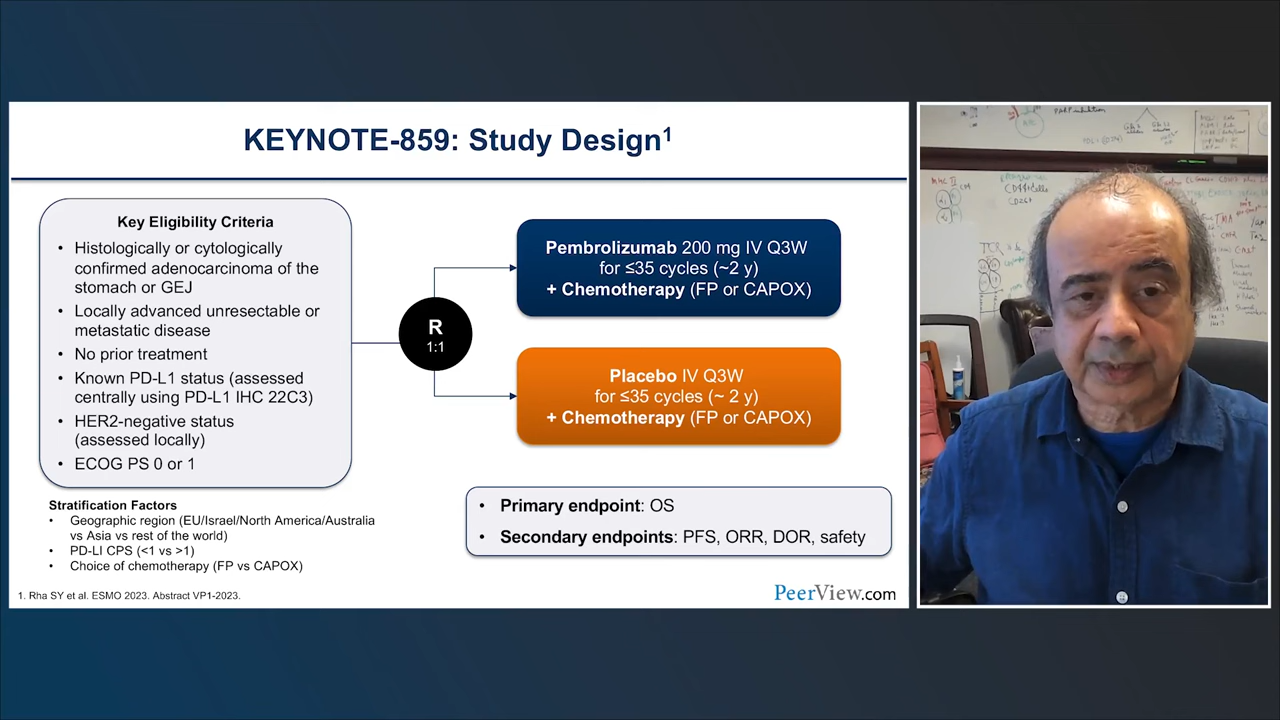 KEYNOTE-859: Study Design1
Key Eligibility Criteria
• Histologically or cytologically
confirmed adenocarcinoma of the
stomach or GEJ
• Locally advanced unresectable or
metastatic disease
• No prior treatment
• Known PD-L1 status (assessed
centrally using PD-L1 IHC 22C3)
• HER2-negative status
(assessed locally)
• ECOG PS 0 or 1
Stratification Factors
• Geographic region (EU/Israel/North America/Australia
vs Asia vs rest of the world)
• PD-LI CPS (<1 vs >1)
• Choice of chemotherapy (FP vs CAPOX)
R
1:1
Pembrolizumab 200 mg IV Q3W
for ≤35 cycles (~2 y)
+ Chemotherapy (FP or CAPOX)
Placebo IV Q3W
for ≤35 cycles (~ 2 y)
+ Chemotherapy (FP or CAPOX)
• Primary endpoint: OS
• Secondary endpoints: PFS, ORR, DOR, safety
1. Rha SY et al. ESMO 2023. Abstract VP1-2023.
PeerView.com
MHC II
TCR
TMA